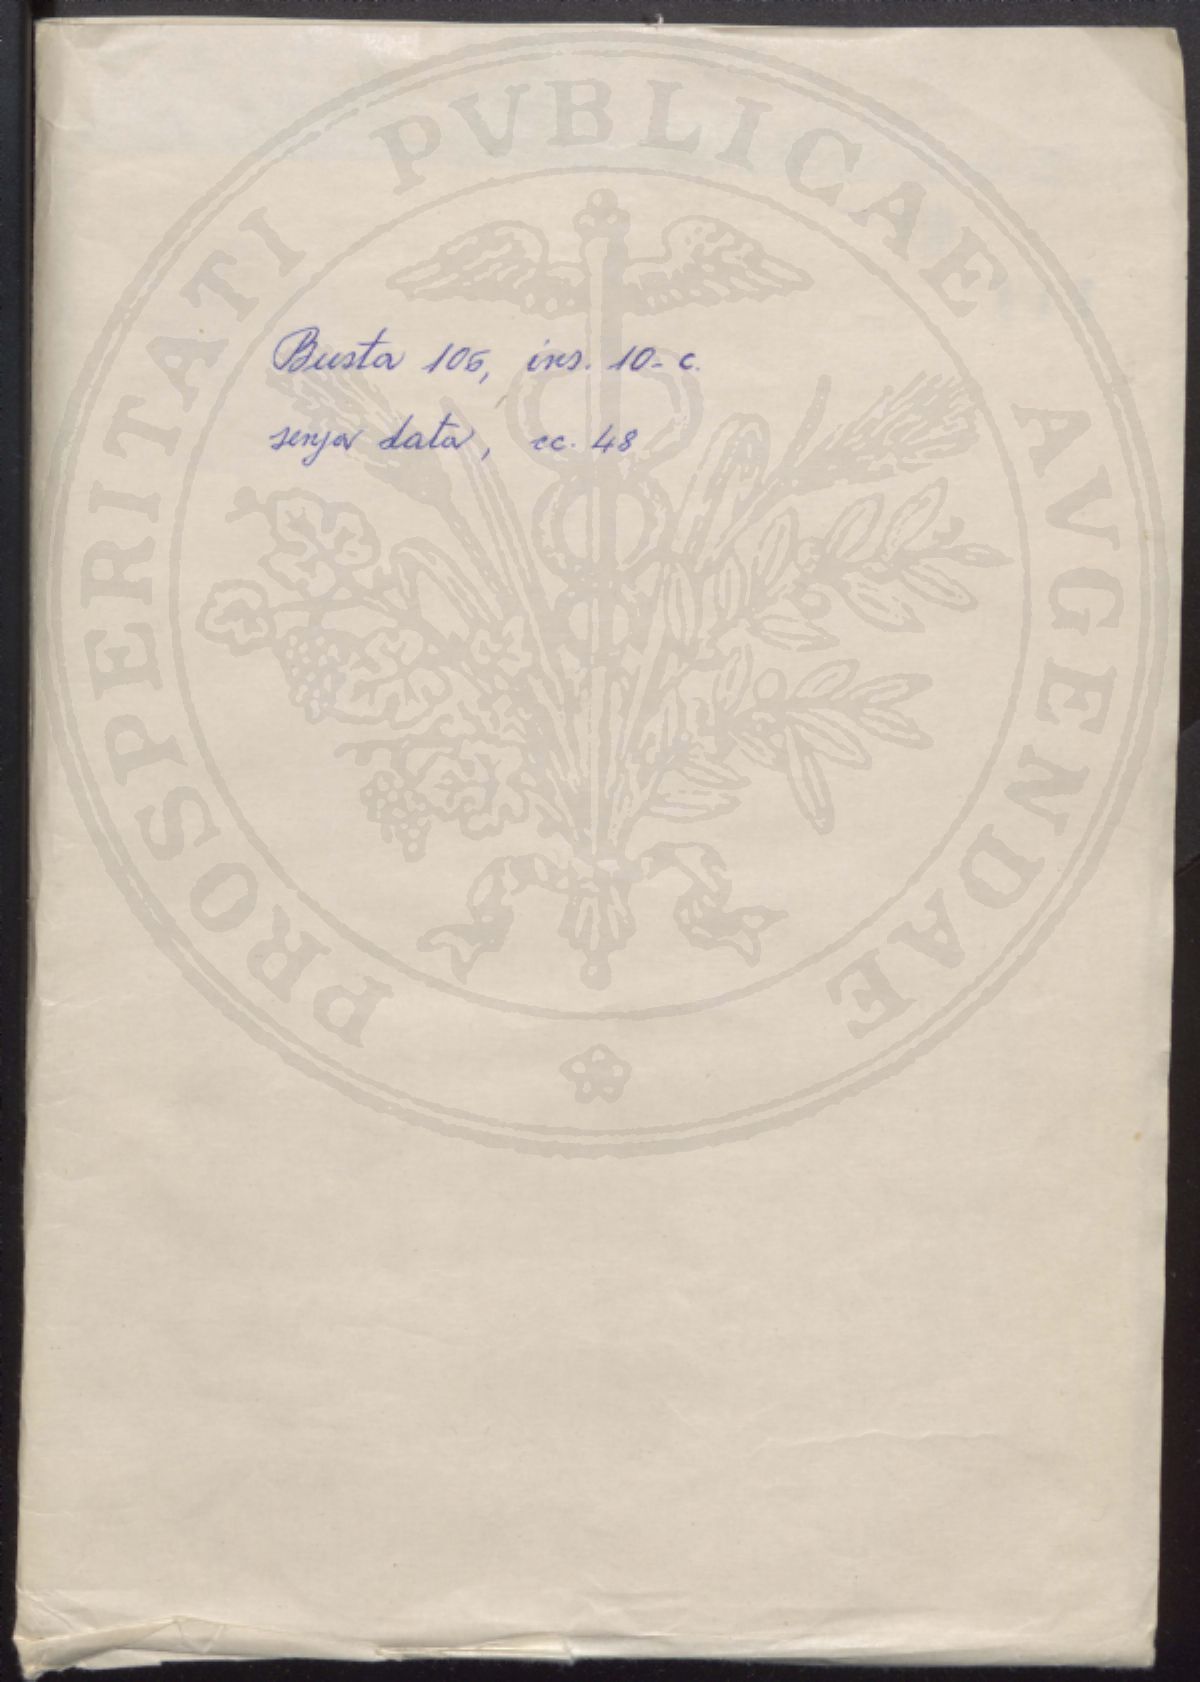 PROSPERITATI PVBLICAE AVGENDAE
Busta 106, ins. 10-c.
senza data, cc. 48